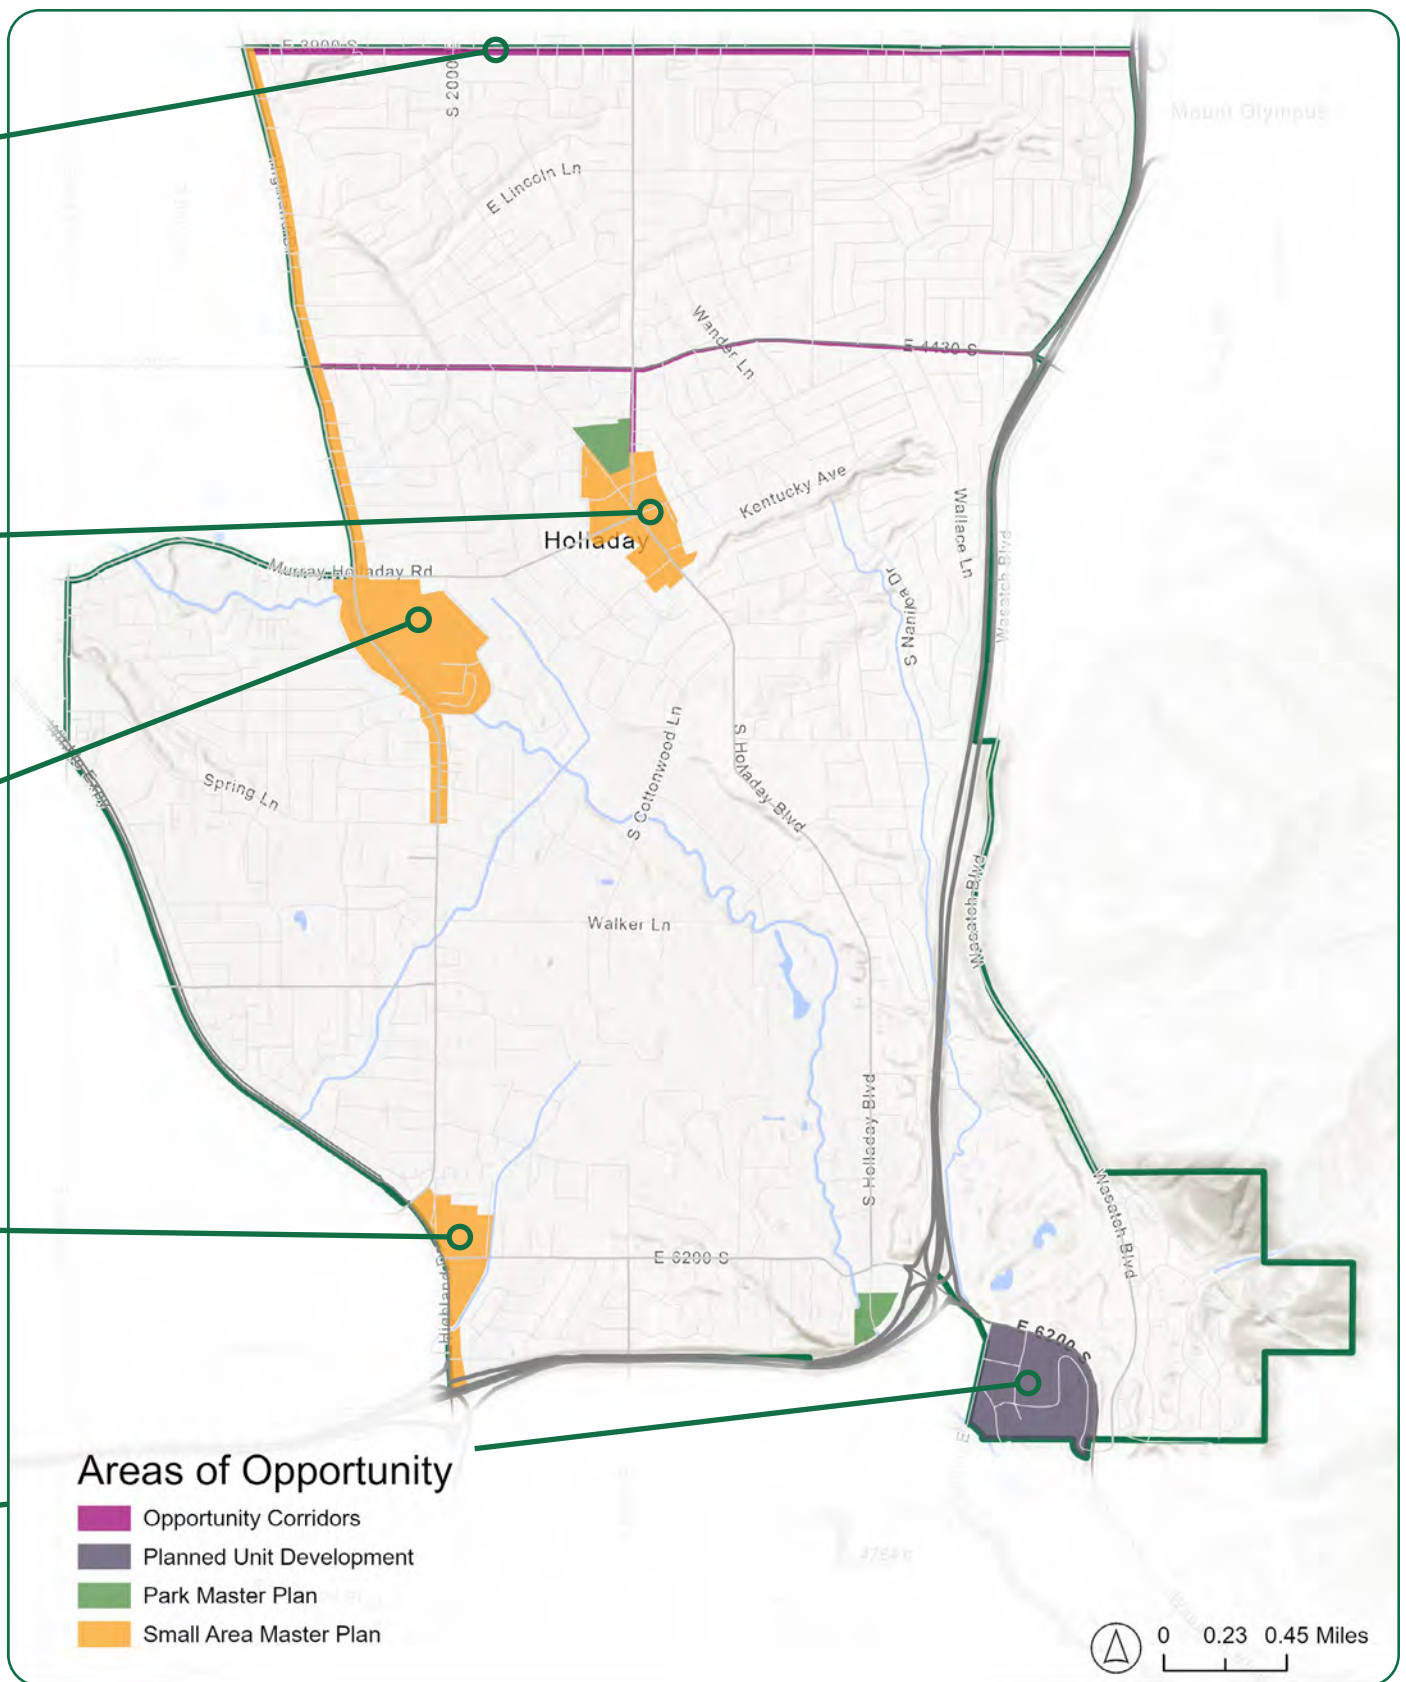 E 3900 S
S 2000 E
Mount Olympus
E Lincoln Ln
Wander Ln
E 4430 S
Kentucky Ave
Wallace Ln
Holladay
Wasatch Blvd
Murray Holladay Rd
S Naniloa Dr
S Cottonwood Ln
S Holladay Blvd
Spring Ln
Wasatch Blvd
Walker Ln
S Holladay Blvd
Wasatch Blvd
E 6200 S
Highland
E 6200 S
Areas of Opportunity
Opportunity Corridors
Planned Unit Development
Park Master Plan
Small Area Master Plan
0 0.23 0.45 Miles